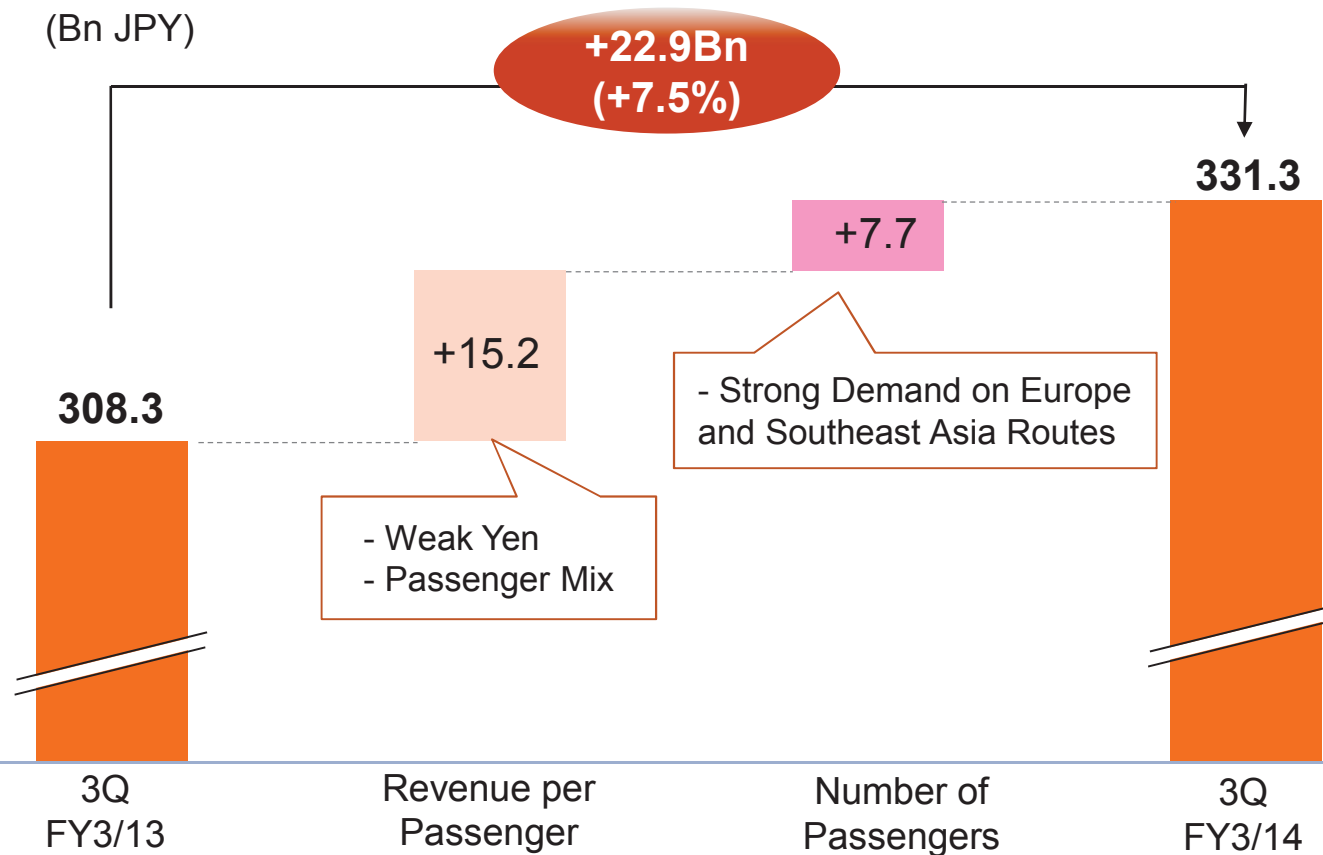 (Bn JPY)
+22.9Bn
(+7.5%)
331.3
+7.7
+15.2
308.3
- Strong Demand on Europe
and Southeast Asia Routes
- Weak Yen
- Passenger Mix
3Q
FY3/13
Revenue per
Passenger
Number of
Passengers
3Q
FY3/14